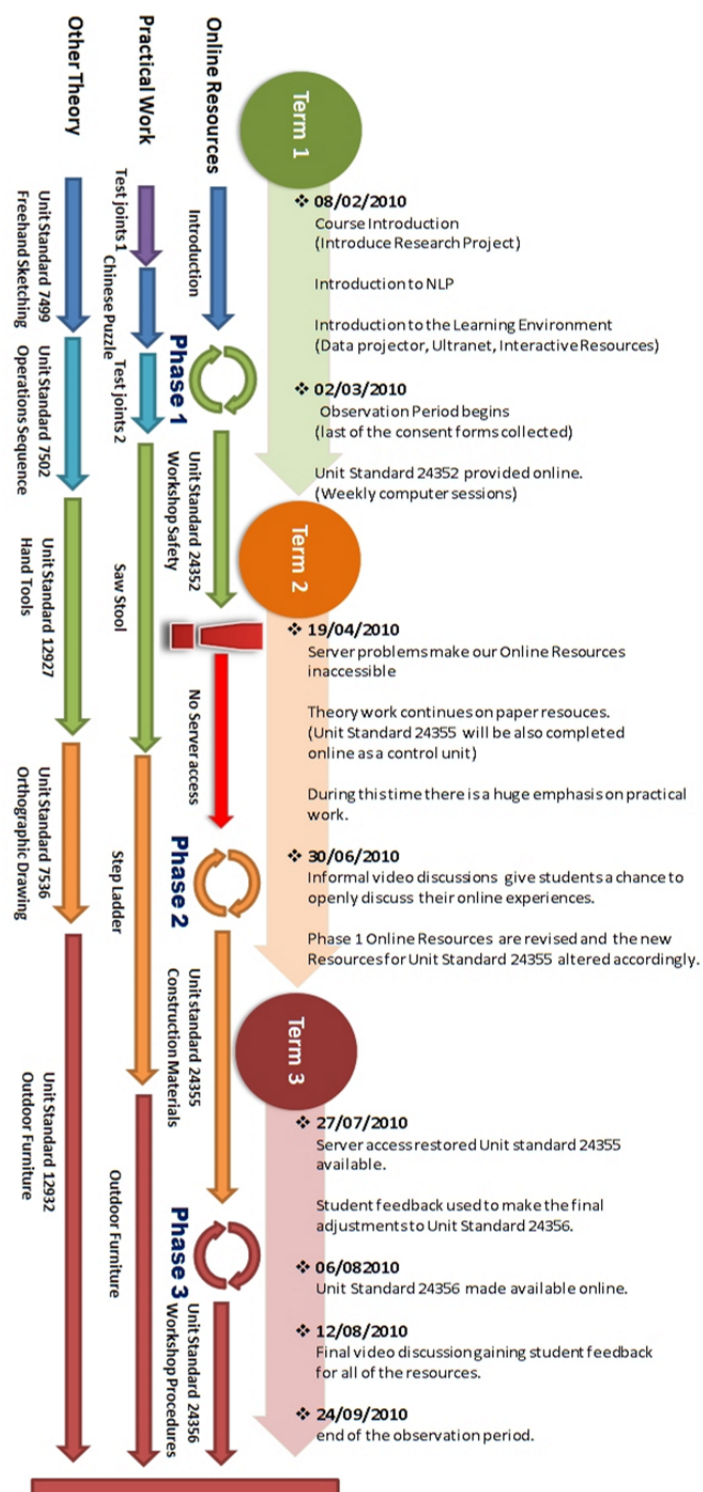 Other Theory
Practical Work
Online Resources
Term 1
❖ 08/02/2010
Course Introduction
(Introduce Research Project)
Introduction to NLP
Introduction to the Learning Environment
(Data projector, Ultranet, Interactive Resources)
❖ 02/03/2010
Observation Period begins
(last of the consent forms collected)
Unit Standard 24352 provided online.
(Weekly computer sessions)
Term 2
❖ 19/04/2010
Server problems make our Online Resources
inaccessible
Theory work continues on paper resouces.
(Unit Standard 24355 will be also completed
online as a control unit)
During this time there is a huge emphasis on practical
work.
❖ 30/06/2010
Informal video discussions give students a chance to
openly discuss their online experiences.
Phase 1 Online Resources are revised and the new
Resources for Unit Standard 24355 altered accordingly.
Term 3
❖ 27/07/2010
Server access restored Unit standard 24355
available.
Student feedback used to make the final
adjustments to Unit Standard 24356.
❖ 06/082010
Unit Standard 24356 made available online.
❖ 12/08/2010
Final video discussion gaining student feedback
for all of the resources.
❖ 24/09/2010
end of the observation period.
Introduction
Phase 1
Unit Standard 24352
Workshop Safety
!
No Server access
Phase 2
Unit standard 24355
Construction Materials
Phase 3
Unit Standard 24356
Workshop Procedures
Test joints 1
Chinese Puzzle
Test joints 2
Saw Stool
Step Ladder
Outdoor Furniture
Unit Standard 7499
Freehand Sketching
Unit Standard 7502
Operations Sequence
Unit Standard 12927
Hand Tools
Unit Standard 7536
Orthographic Drawing
Unit Standard 12932
Outdoor Furniture